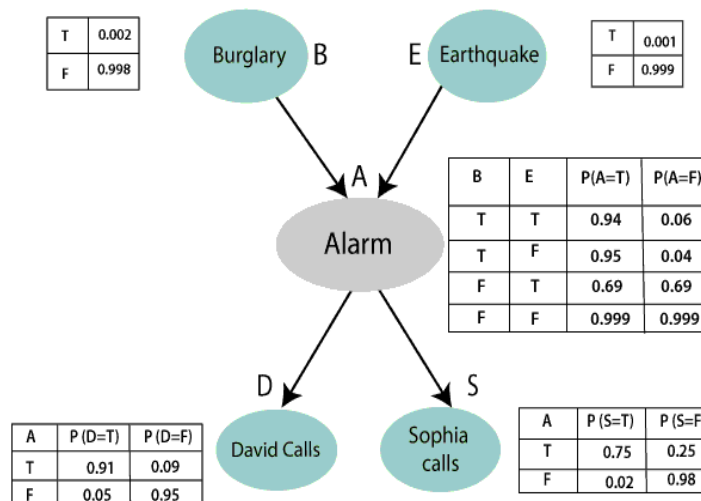 T 0.002
F 0.998
Burglary B
E Earthquake
T 0.001
F 0.999
A
Alarm
B E P(A=T) P(A=F)
T T 0.94 0.06
T F 0.95 0.04
F T 0.69 0.69
F F 0.999 0.999
D
S
David Calls
Sophia
calls
A P (D=T) P (D=F)
T 0.91 0.09
F 0.05 0.95
A P (S=T) P (S=F
T 0.75 0.25
F 0.02 0.98